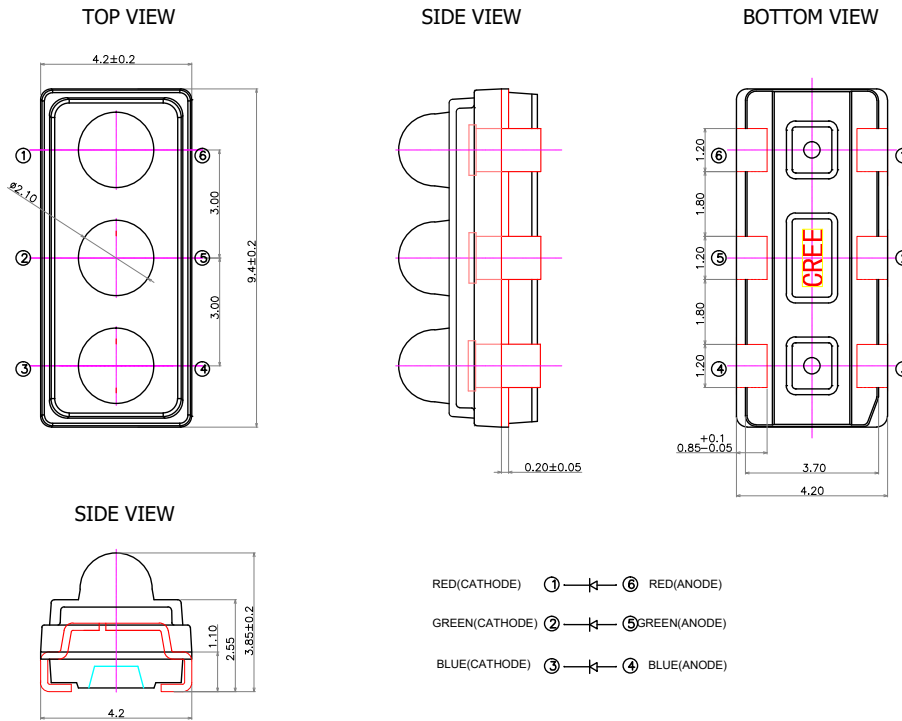 TOP VIEW
SIDE VIEW
BOTTOM VIEW
4.2±0.2
① ⑥
ø2.10
② ⑤
③ ④
3.00
3.00
9.4±0.2
0.20±0.05
⑥
⑤
④
1.20
1.80
1.20
1.80
1.20
CREE
+0.1
0.85-0.05
3.70
4.20
SIDE VIEW
1.10
2.55
3.85±0.2
4.2
RED(CATHODE) ① ⑥ RED(ANODE)
GREEN(CATHODE) ② ⑤GREEN(ANODE)
BLUE(CATHODE) ③ ④ BLUE(ANODE)